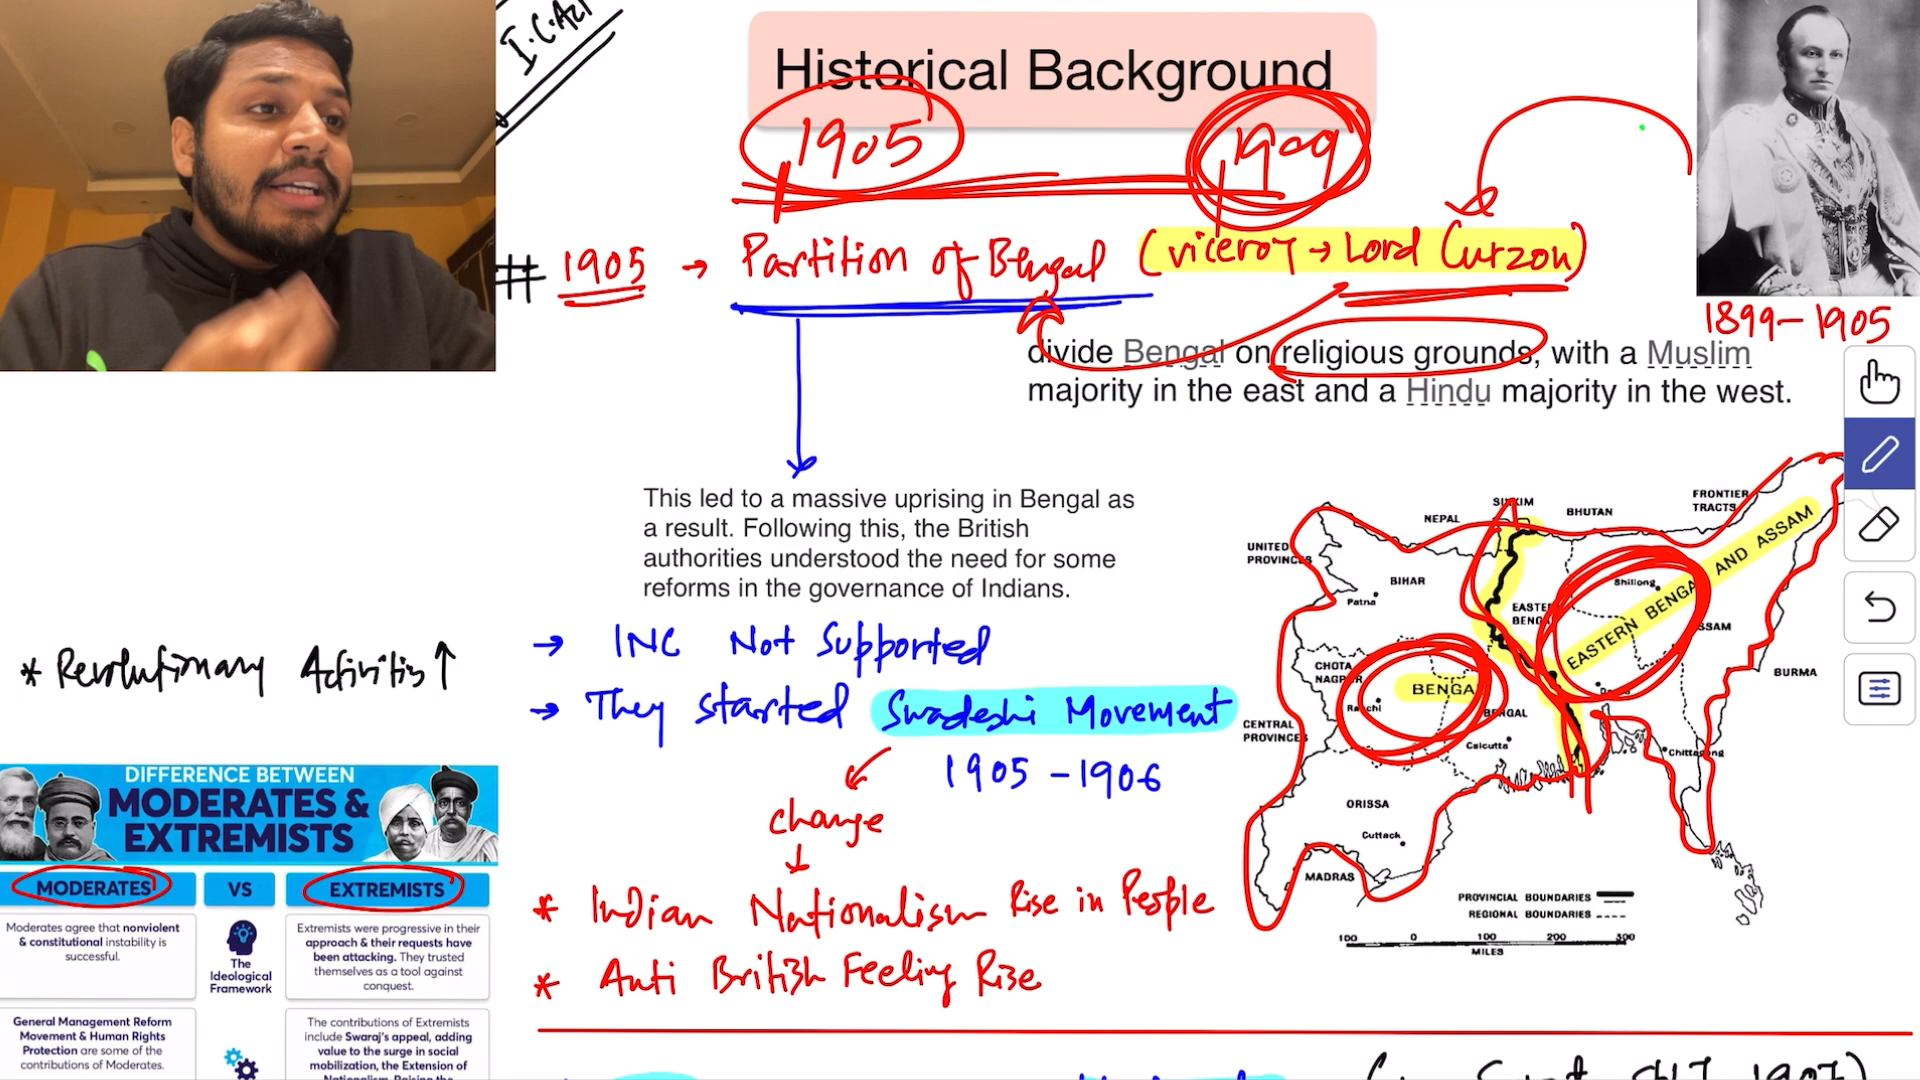 I.C.Act
Historical Background
1905
1909
# 1905 → Partition of Bengal (viceroy → Lord Curzon)
1899-1905
divide Bengal on religious grounds, with a Muslim
majority in the east and a Hindu majority in the west.
This led to a massive uprising in Bengal as
a result. Following this, the British
authorities understood the need for some
reforms in the governance of Indians.
* Revolutionary Activities ↑
→ INC Not Supported
→ They started Swadeshi Movement
1905 - 1906
change
* Indian Nationalism Rise in People
* Anti British Feeling Rise
SIKKIM
NEPAL
BHUTAN
FRONTIER
TRACTS
UNITED
PROVINCES
BIHAR
Patna
Shillong
EASTERN BENGAL AND ASSAM
EASTE
BENGA
SSAM
BURMA
CHOTA
NAGPUR
BENGA
Ranchi
BENGAL
CENTRAL
PROVINCES
Calcutta
Chittagong
ORISSA
Cuttack
MADRAS
PROVINCIAL BOUNDARIES
REGIONAL BOUNDARIES
100 0 100 200 300
MILES
DIFFERENCE BETWEEN
MODERATES &
EXTREMISTS
MODERATES VS EXTREMISTS
Moderates agree that nonviolent
& constitutional instability is
successful.
The
Ideological
Framework
Extremists were progressive in their
approach & their requests have
been attacking. They trusted
themselves as a tool against
conquest.
General Management Reform
Movement & Human Rights
Protection are some of the
contributions of Moderates.
The contributions of Extremists
include Swaraj's appeal, adding
value to the surge in social
mobilization, the Extension of